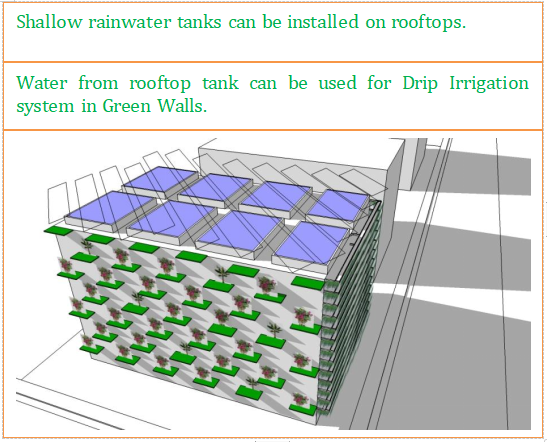 Shallow rainwater tanks can be installed on rooftops.
Water from rooftop tank can be used for Drip Irrigation
system in Green Walls.